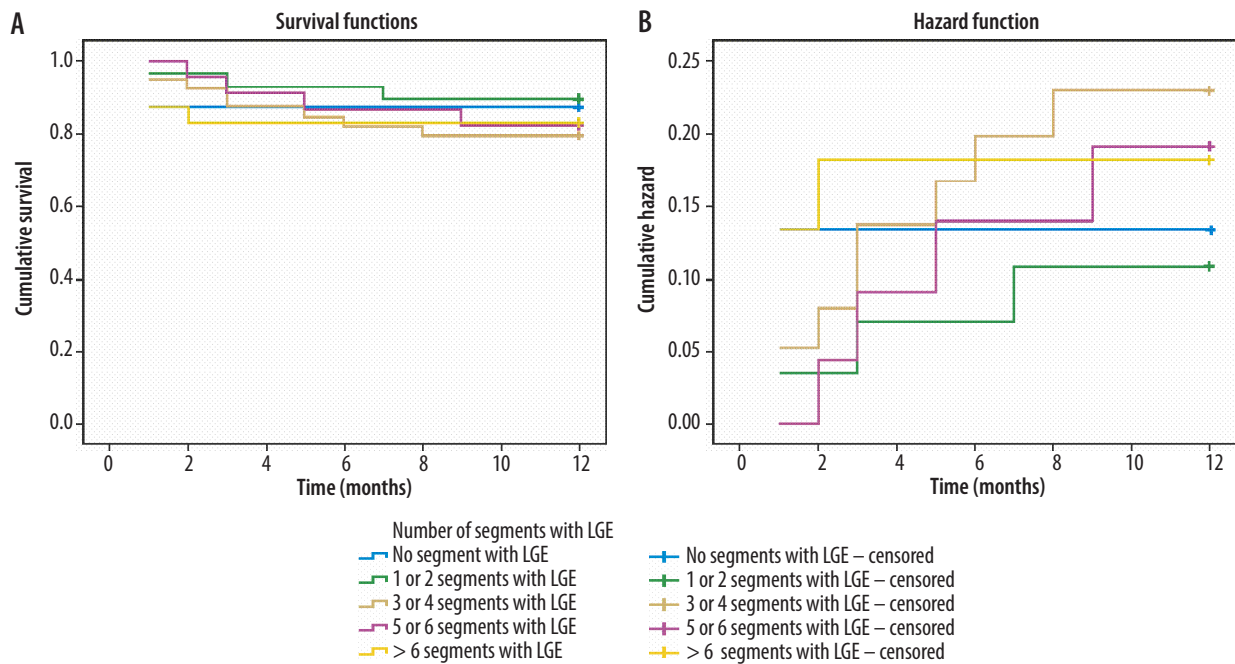 A
Survival functions
1.0
0.8
0.6
0.4
0.2
0.0
Cumulative survival
0 2 4 6 8 10 12
Time (months)
B
Hazard function
0.25
0.20
0.15
0.10
0.05
0.00
Cumulative hazard
0 2 4 6 8 10 12
Time (months)
Number of segments with LGE
No segment with LGE
1 or 2 segments with LGE
3 or 4 segments with LGE
5 or 6 segments with LGE
> 6 segments with LGE
No segments with LGE – censored
1 or 2 segments with LGE – censored
3 or 4 segments with LGE – censored
5 or 6 segments with LGE – censored
> 6 segments with LGE – censored